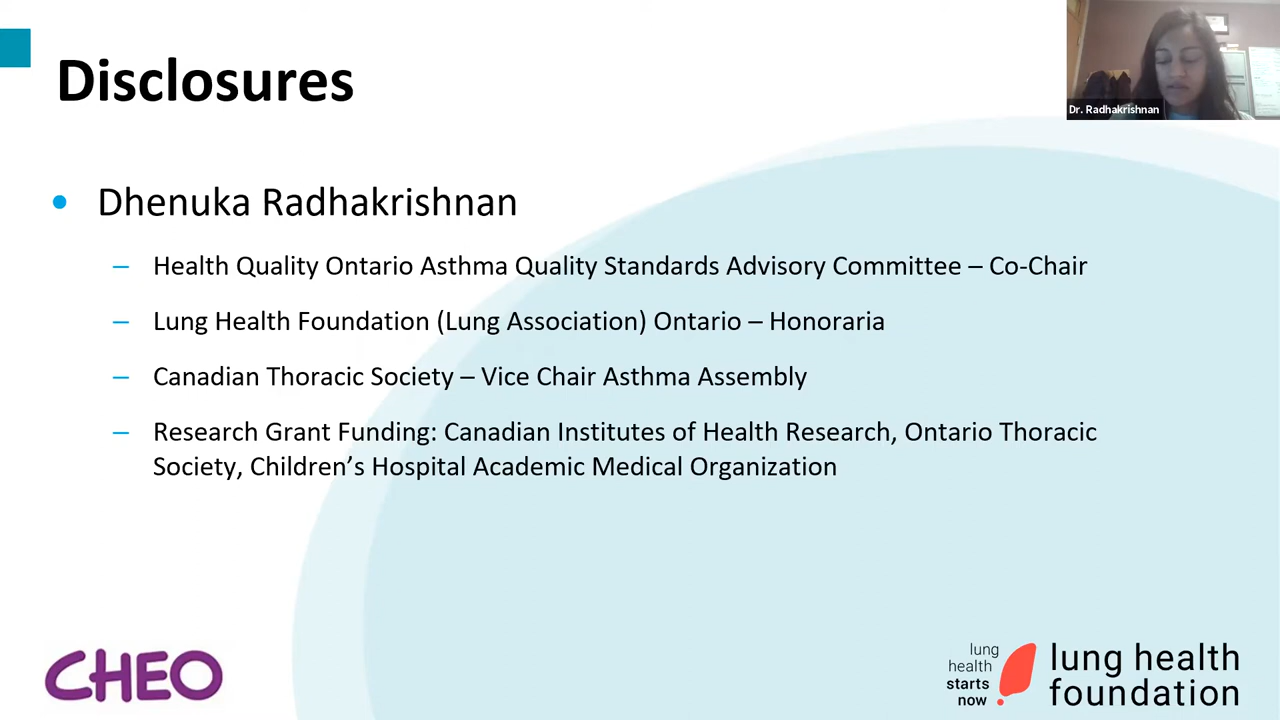 Disclosures
Dr. Radhakrishnan
• Dhenuka Radhakrishnan
– Health Quality Ontario Asthma Quality Standards Advisory Committee – Co-Chair
– Lung Health Foundation (Lung Association) Ontario – Honoraria
– Canadian Thoracic Society – Vice Chair Asthma Assembly
– Research Grant Funding: Canadian Institutes of Health Research, Ontario Thoracic
Society, Children’s Hospital Academic Medical Organization
CHEO
lung
health
starts
now
lung health
foundation